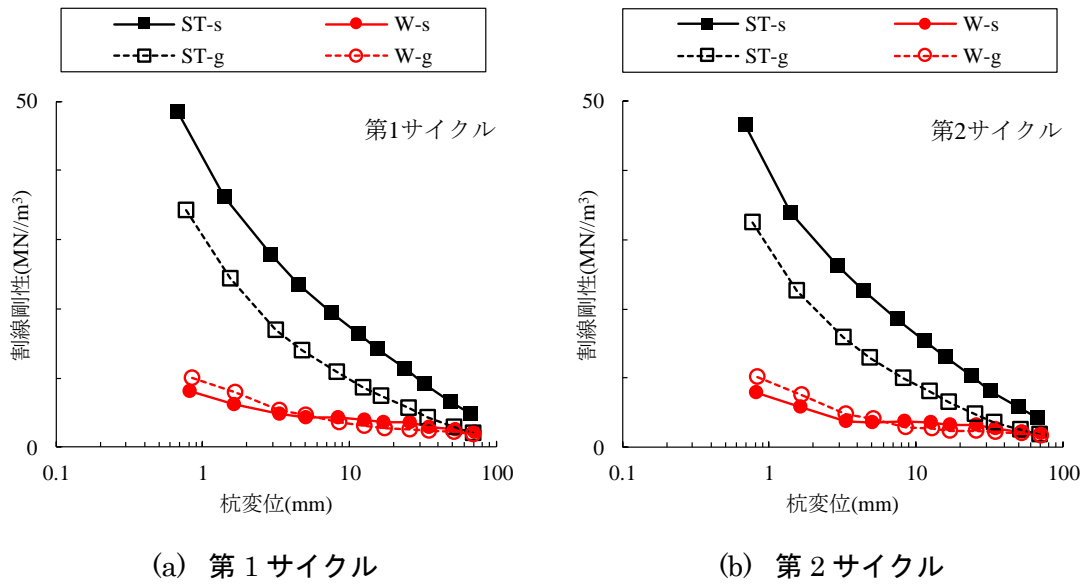 ST-s W-s
ST-g W-g
50
第1サイクル
割線剛性(MN//m³)
0
0.1 1 10 100
杭変位(mm)
(a) 第1サイクル
ST-s W-s
ST-g W-g
50
第2サイクル
割線剛性(MN//m³)
0
0.1 1 10 100
杭変位(mm)
(b) 第2サイクル